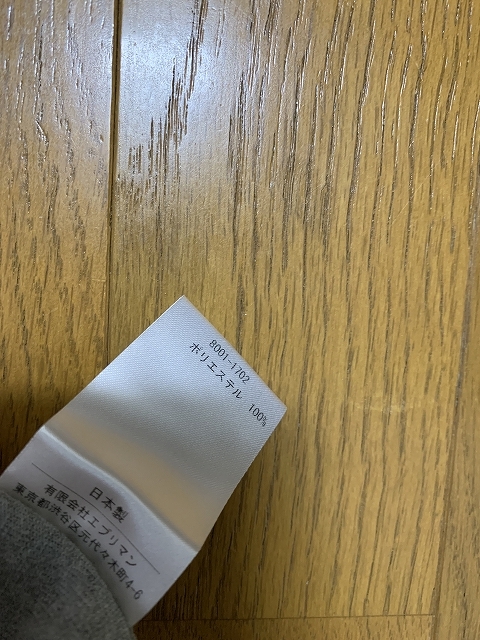 8001-1702
ポリエステル 100%
日本製
有限会社エブリマン
東京都渋谷区元代々木町4-6